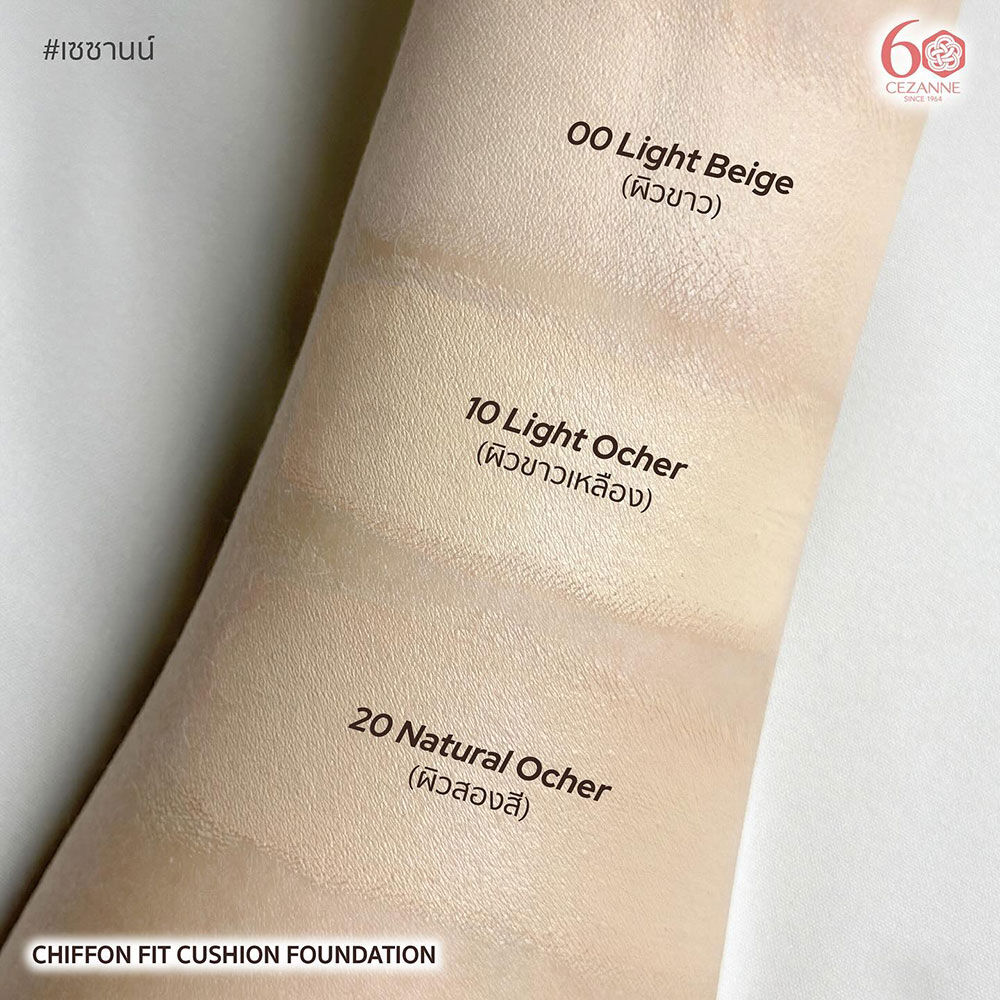 #เซซานน์
60
CEZANNE
SINCE 1964
00 Light Beige
(ผิวขาว)
10 Light Ocher
(ผิวขาวเหลือง)
20 Natural Ocher
(ผิวสองสี)
CHIFFON FIT CUSHION FOUNDATION